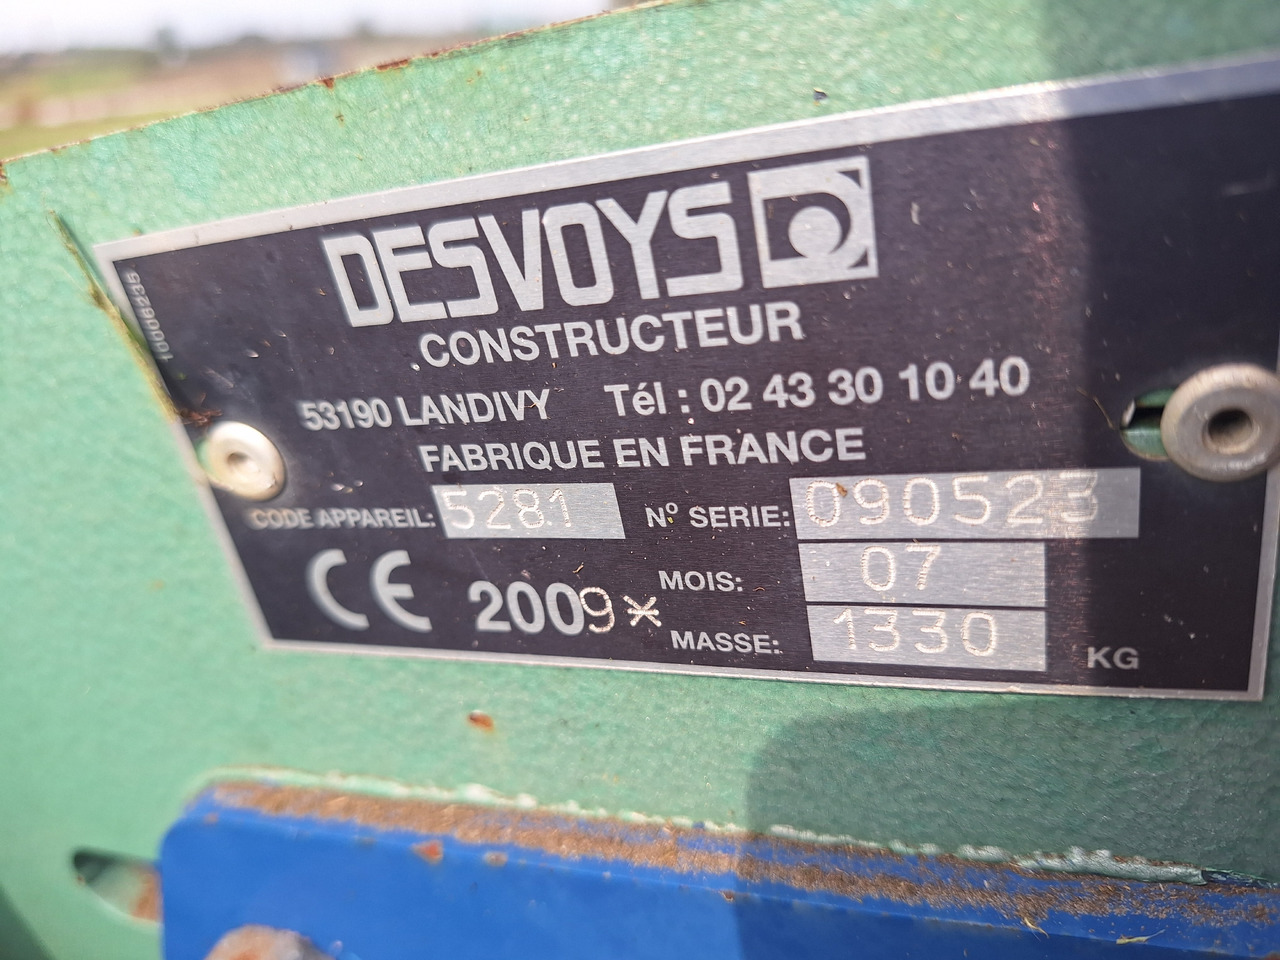 DESVOYS
CONSTRUCTEUR
53190 LANDIVY Tél : 02 43 30 10 40
FABRIQUE EN FRANCE
CODE APPAREIL: 5281 N° SERIE: 090523
CE 2009* MOIS: 07
MASSE: 1330 KG
10006235